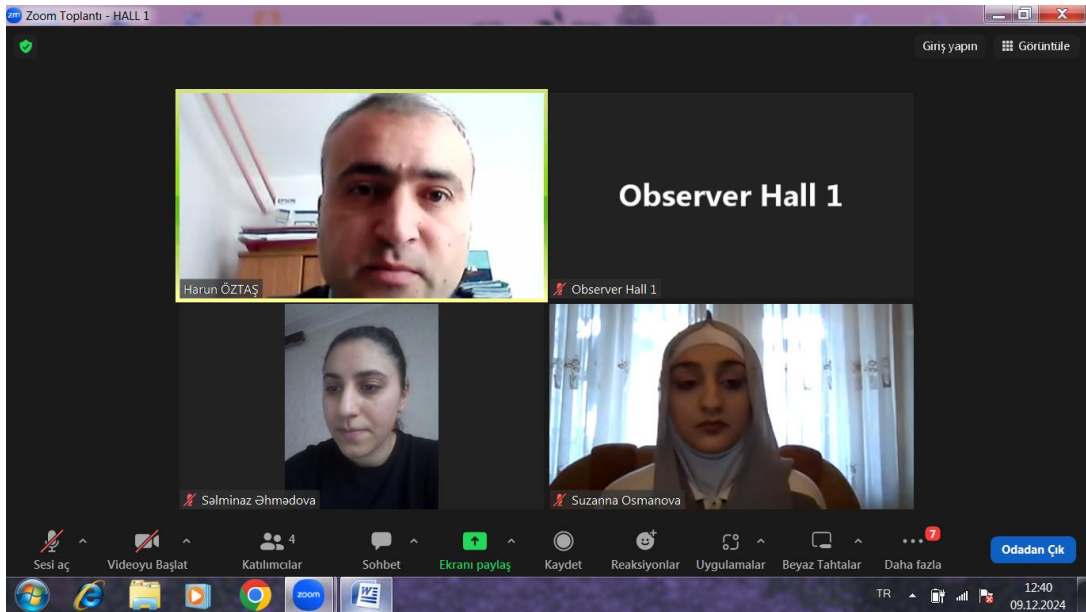 Zoom Toplantı - HALL 1
Giriş yapın
Görüntüle
EPSON
Observer Hall 1
Harun ÖZTAŞ
Observer Hall 1
Səlminaz Əhmədova
Suzanna Osmanova
4
7
Sesi aç
Videoyu Başlat
Katılımcılar
Sohbet
Ekranı paylaş
Kaydet
Reaksiyonlar
Uygulamalar
Beyaz Tahtalar
Daha fazla
Odadan Çık
zoom
TR
12:40
09.12.2024